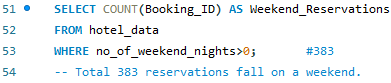 51 SELECT COUNT(Booking_ID) AS Weekend_Reservations
52 FROM hotel_data
53 WHERE no_of_weekend_nights>0; #383
54 -- Total 383 reservations fall on a weekend.